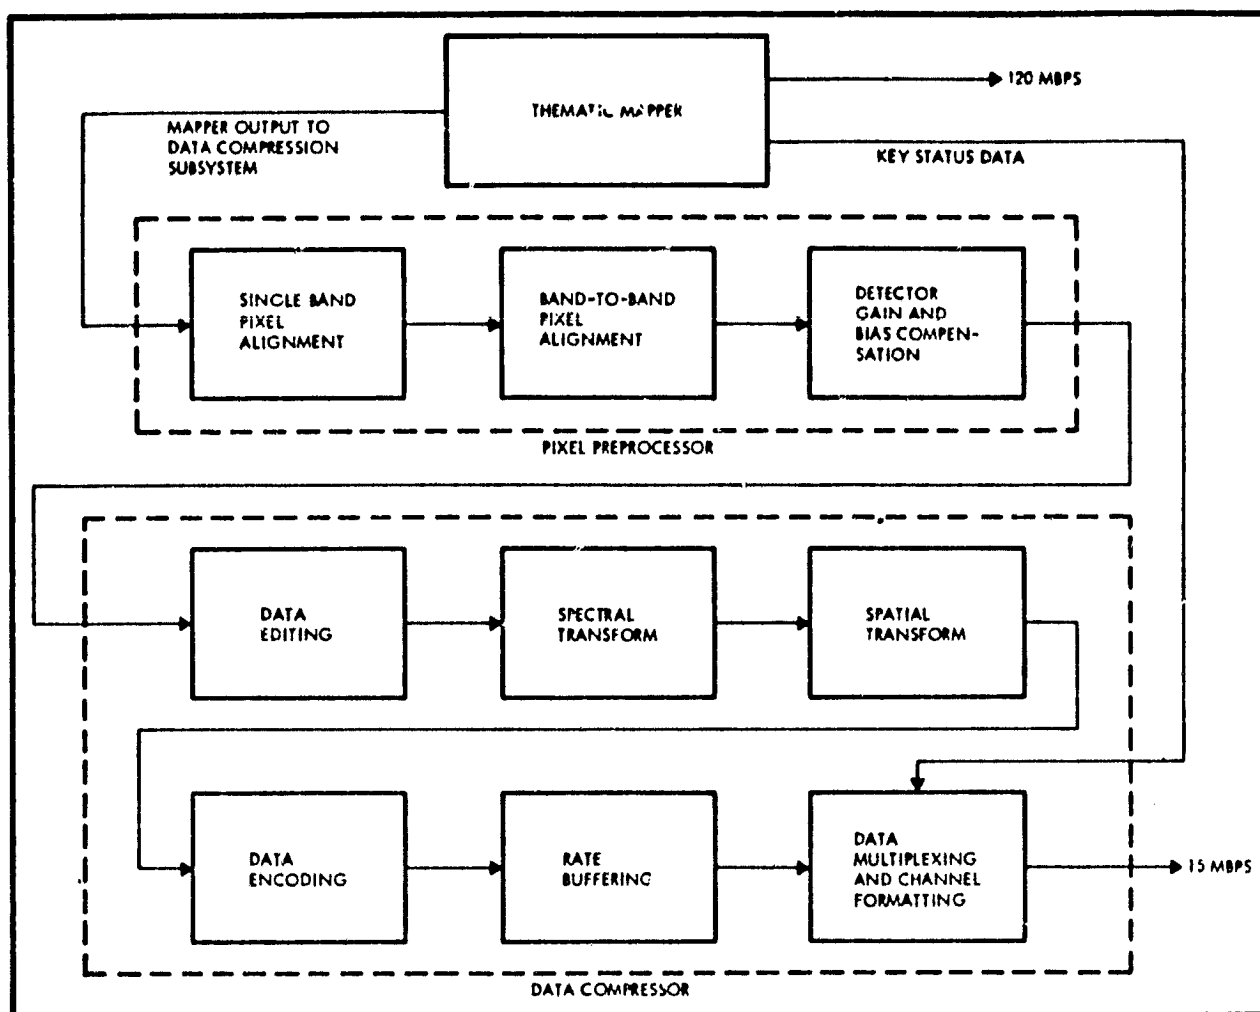 THEMATIC MAPPER
120 MBPS
MAPPER OUTPUT TO
DATA COMPRESSION
SUBSYSTEM
KEY STATUS DATA
SINGLE BAND
PIXEL
ALIGNMENT
BAND-TO-BAND
PIXEL
ALIGNMENT
DETECTOR
GAIN AND
BIAS COMPEN-
SATION
PIXEL PREPROCESSOR
DATA
EDITING
SPECTRAL
TRANSFORM
SPATIAL
TRANSFORM
DATA
ENCODING
RATE
BUFFERING
DATA
MULTIPLEXING
AND CHANNEL
FORMATTING
15 MBPS
DATA COMPRESSOR